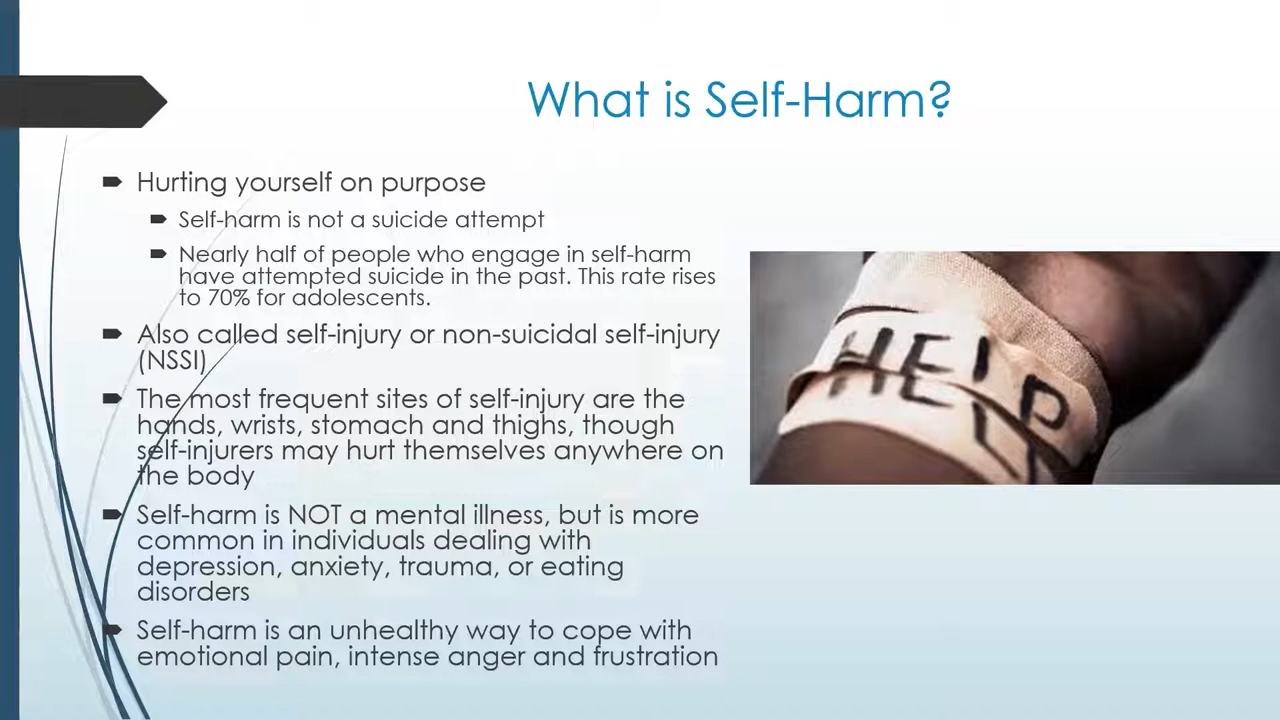 What is Self-Harm?
Hurting yourself on purpose
Self-harm is not a suicide attempt
Nearly half of people who engage in self-harm
have attempted suicide in the past. This rate rises
to 70% for adolescents.
Also called self-injury or non-suicidal self-injury
(NSSI)
The most frequent sites of self-injury are the
hands, wrists, stomach and thighs, though
self-injurers may hurt themselves anywhere on
the body
Self-harm is NOT a mental illness, but is more
common in individuals dealing with
depression, anxiety, trauma, or eating
disorders
Self-harm is an unhealthy way to cope with
emotional pain, intense anger and frustration
HELP